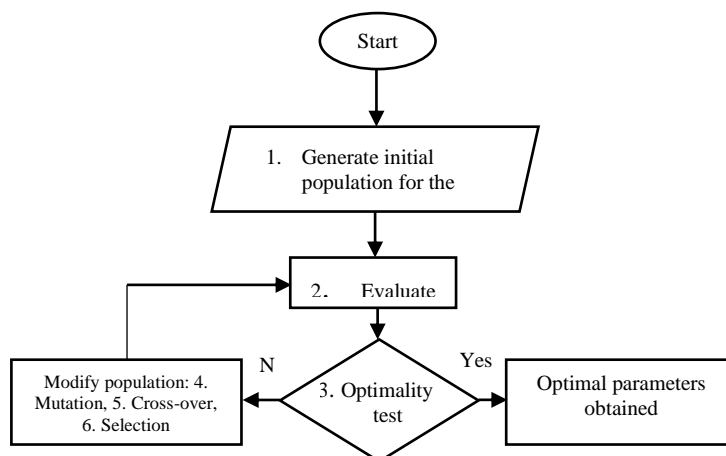 Start
1. Generate initial
population for the
2. Evaluate
N
Yes
3. Optimality
test
Modify population: 4.
Mutation, 5. Cross-over,
6. Selection
Optimal parameters
obtained